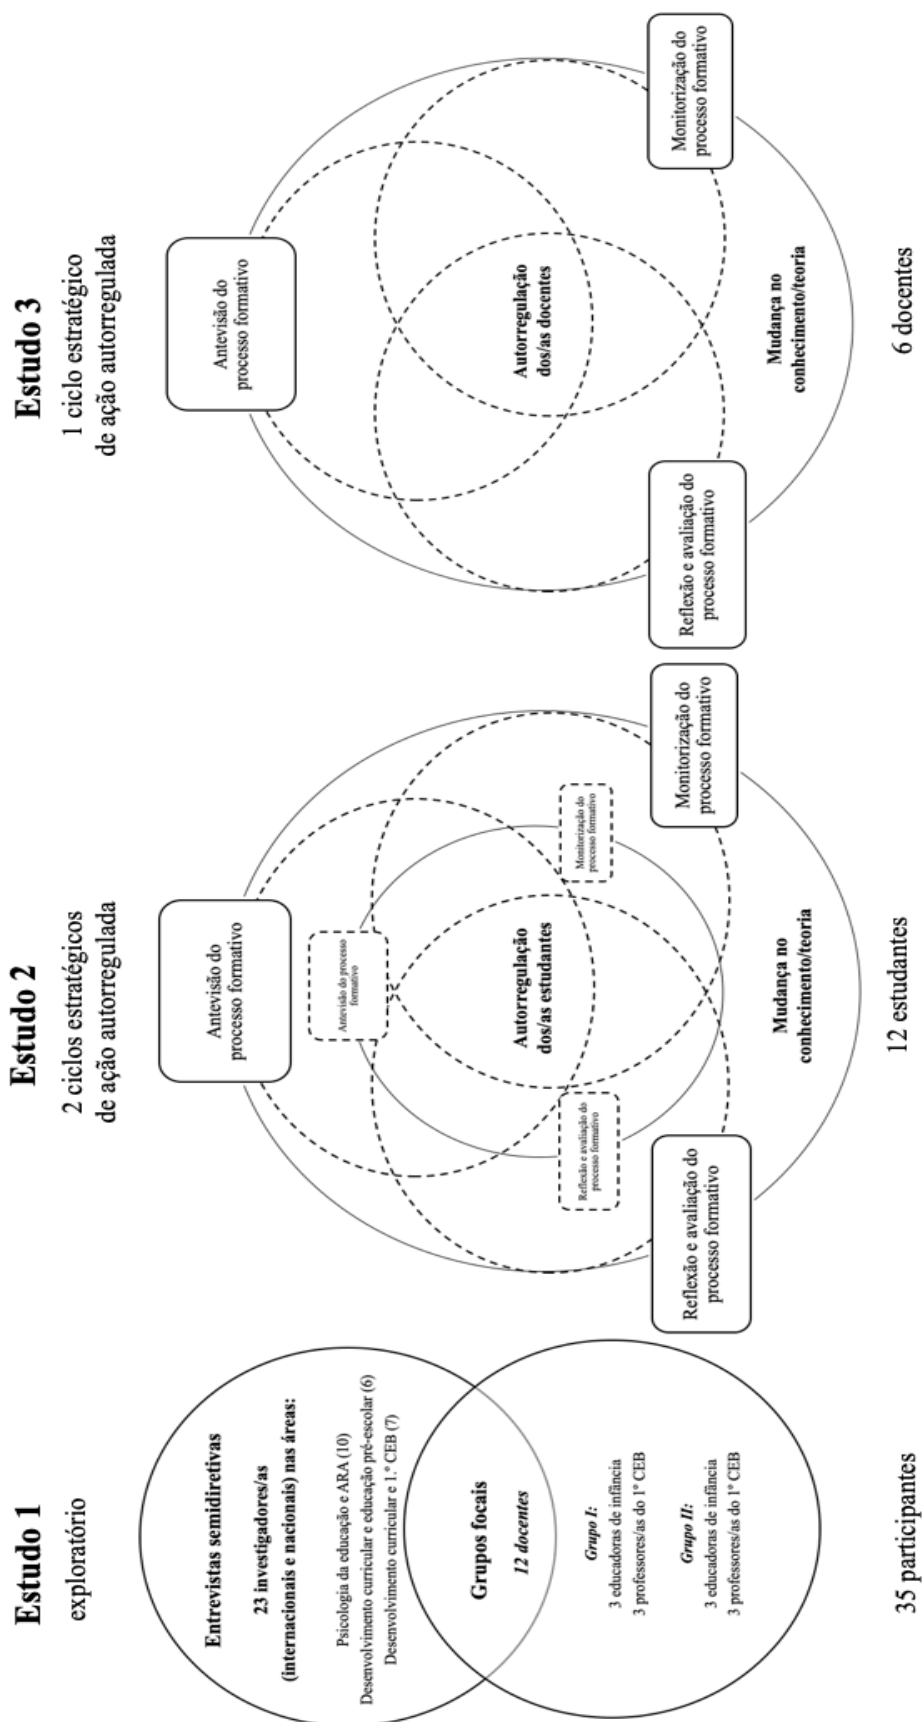 Estudo 1
exploratório
Entrevistas semidiretivas
23 investigadores/as
(internacionais e nacionais) nas áreas:
Psicologia da educação e ARA (10)
Desenvolvimento curricular e educação pré-escolar (6)
Desenvolvimento curricular e 1.º CEB (7)
Grupos focais
12 docentes
Grupo I:
3 educadoras de infância
3 professores/as do 1º CEB
Grupo II:
3 educadoras de infância
3 professores/as do 1º CEB
35 participantes
Estudo 2
2 ciclos estratégicos
de ação autorregulada
Antevisão do
processo formativo
Antevisão do processo
formativo
Autorregulação
dos/as estudantes
Reflexão e avaliação do
processo formativo
Monitorização do
processo formativo
Reflexão e avaliação do
processo formativo
Monitorização do
processo formativo
Mudança no
conhecimento/teoria
12 estudantes
Estudo 3
1 ciclo estratégico
de ação autorregulada
Antevisão do
processo formativo
Autorregulação
dos/as docentes
Reflexão e avaliação do
processo formativo
Monitorização do
processo formativo
Mudança no
conhecimento/teoria
6 docentes